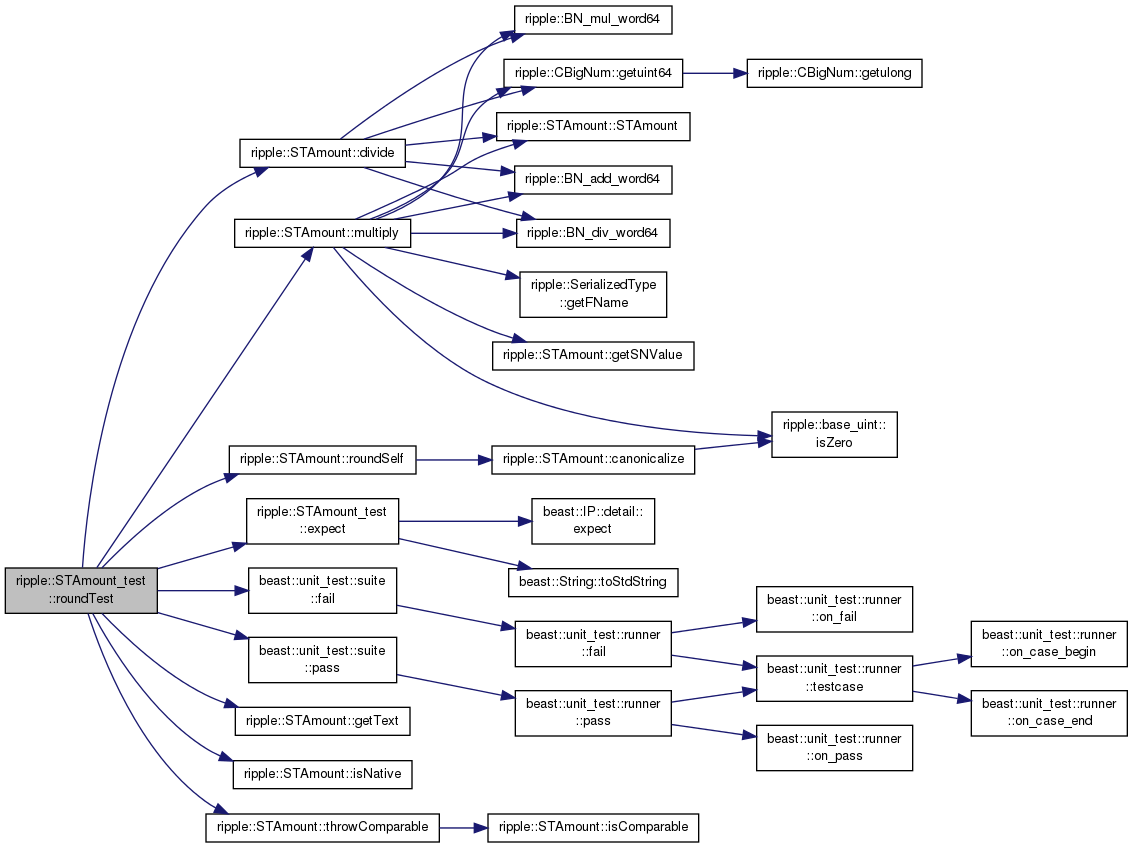 ripple::BN_mul_word64
ripple::CBigNum::getuint64
ripple::CBigNum::getulong
ripple::STAmount::STAmount
ripple::STAmount::divide
ripple::BN_add_word64
ripple::STAmount::multiply
ripple::BN_div_word64
ripple::SerializedType
::getFName
ripple::STAmount::getSNValue
ripple::base_uint::
isZero
ripple::STAmount::roundSelf
ripple::STAmount::canonicalize
ripple::STAmount_test
::expect
beast::IP::detail::
expect
ripple::STAmount_test
::roundTest
beast::unit_test::suite
::fail
beast::String::toStdString
beast::unit_test::runner
::on_fail
beast::unit_test::suite
::pass
beast::unit_test::runner
::fail
beast::unit_test::runner
::testcase
beast::unit_test::runner
::on_case_begin
ripple::STAmount::getText
beast::unit_test::runner
::pass
beast::unit_test::runner
::on_case_end
beast::unit_test::runner
::on_pass
ripple::STAmount::isNative
ripple::STAmount::throwComparable
ripple::STAmount::isComparable